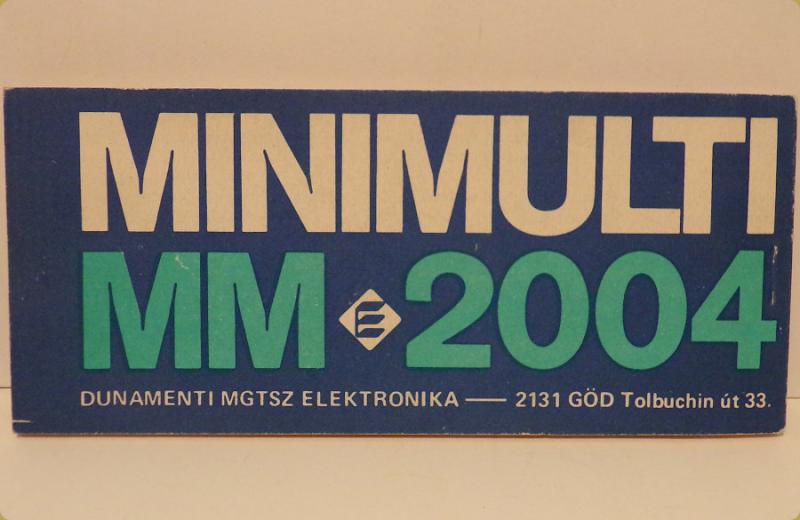 MINIMULTI
MM E 2004
DUNAMENTI MGTSZ ELEKTRONIKA — 2131 GÖD Tolbuchin út 33.